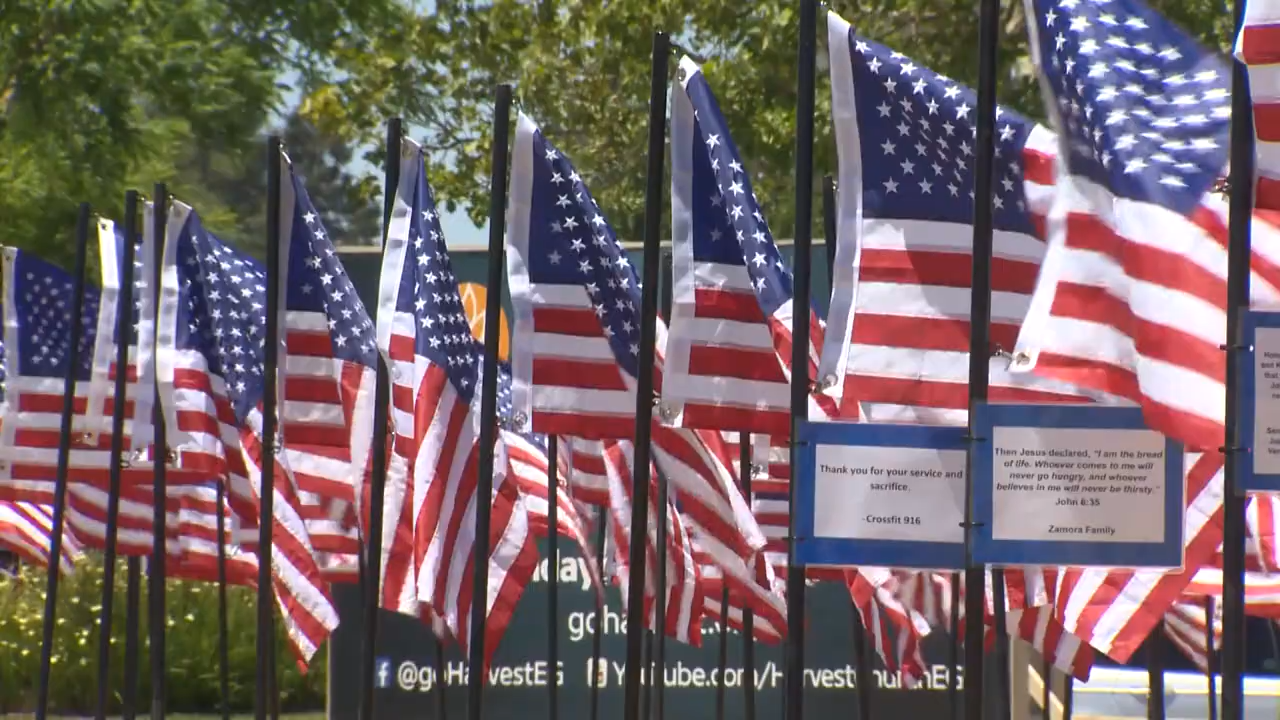 Thank you for your service and
sacrifice.
-Crossfit 916
Then Jesus declared, "I am the bread
of life. Whoever comes to me will
never go hungry, and whoever
believes in me will never be thirsty."
John 6:35
Zamora Family
f @goHarvestEG YouTube.com/HarvestChurchEG